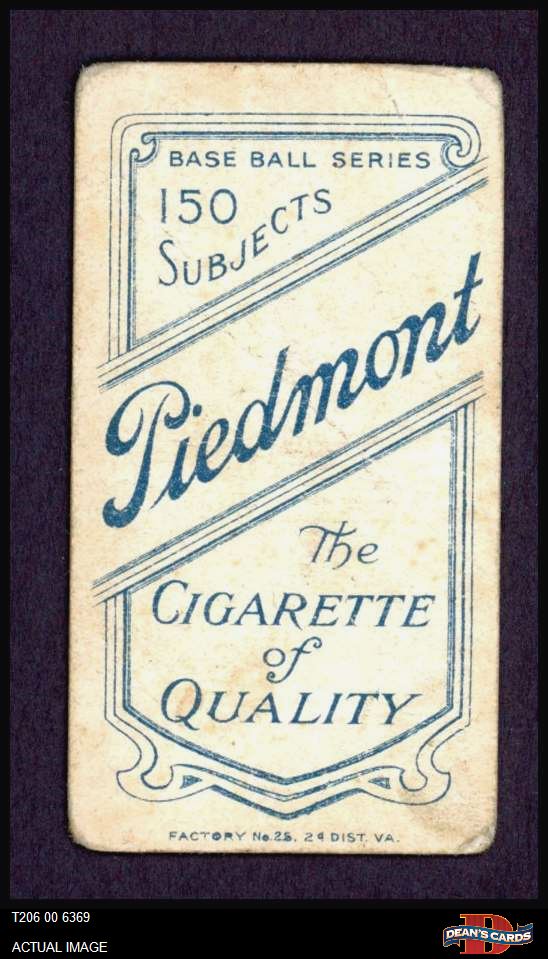 BASE BALL SERIES
150
SUBJECTS
Piedmont
The
CIGARETTE
of
QUALITY
FACTORY No. 25. 2d DIST. VA.
T206 00 6369
ACTUAL IMAGE
DEAN'S CARDS